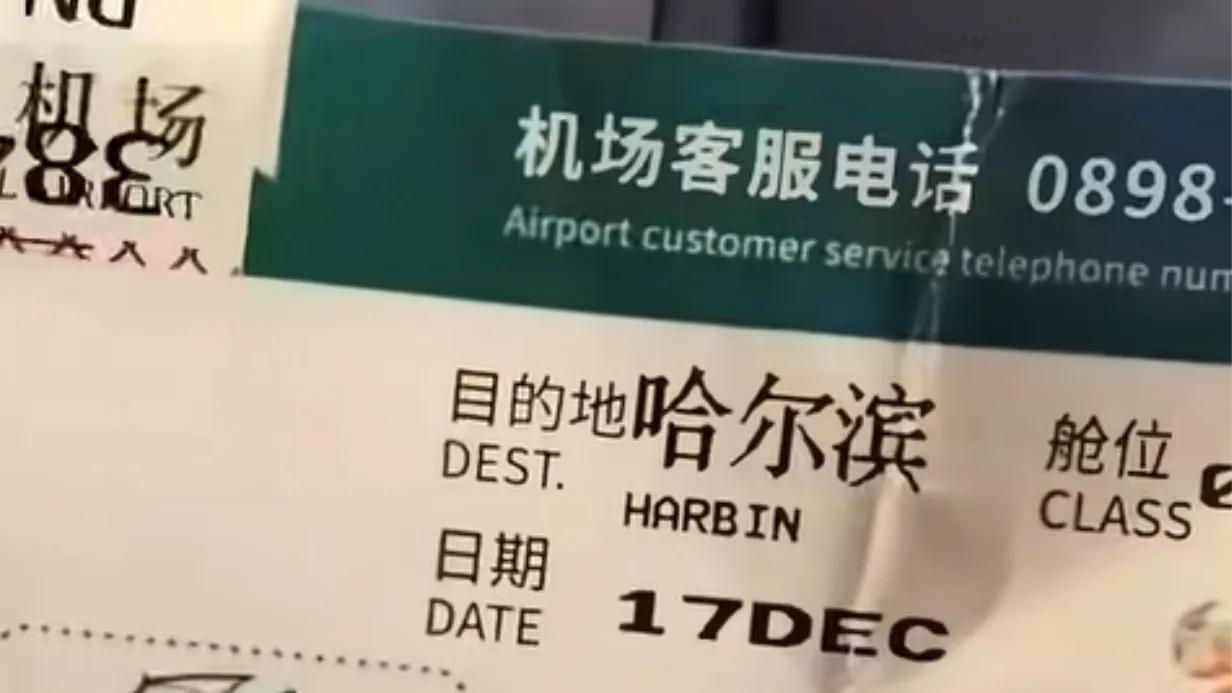 机场
机场客服电话 0898-
Airport customer service telephone num
目的地 哈尔滨
DEST. HARBIN
舱位
CLASS
日期
DATE 17DEC